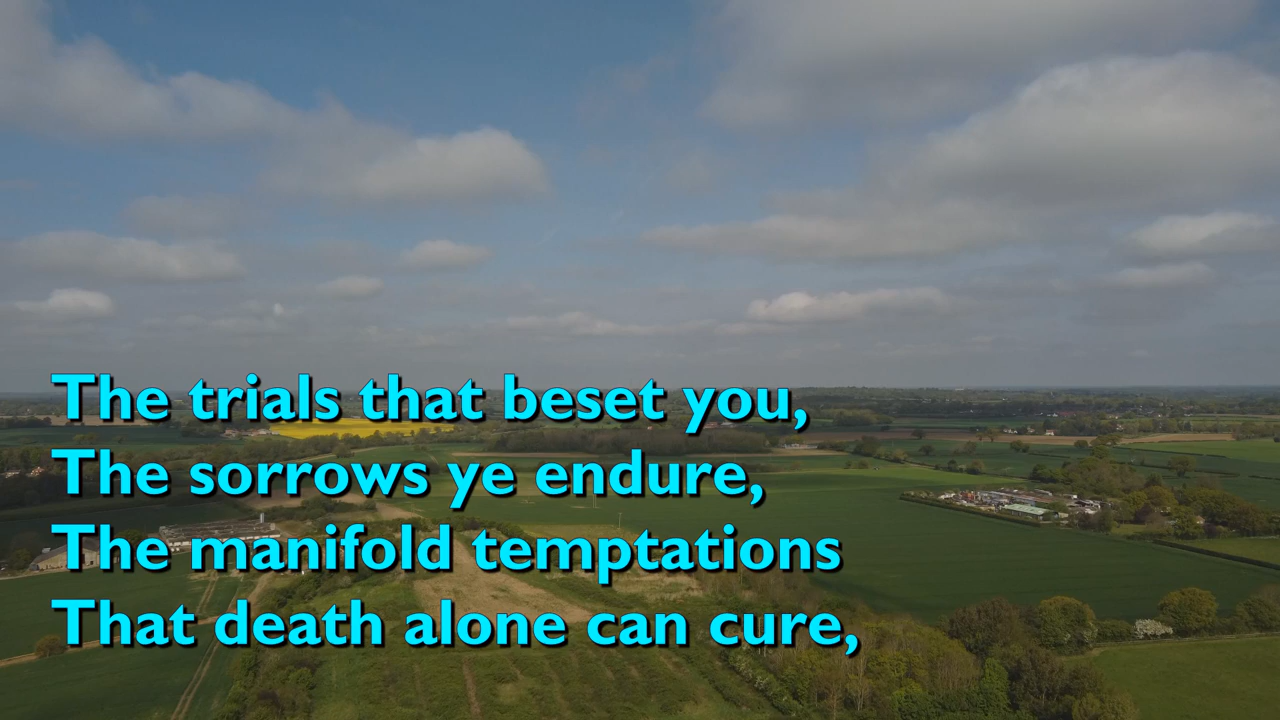 The trials that beset you,
The sorrows ye endure,
The manifold temptations
That death alone can cure,